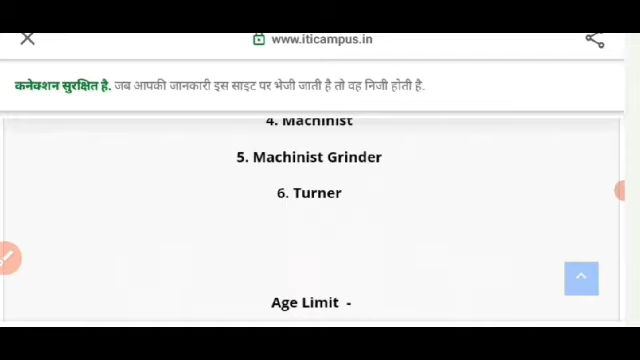 www.iticampus.in
कनेक्शन सुरक्षित है. जब आपकी जानकारी इस साइट पर भेजी जाती है तो वह निजी होती है.
4. Machinist
5. Machinist Grinder
6. Turner
Age Limit -